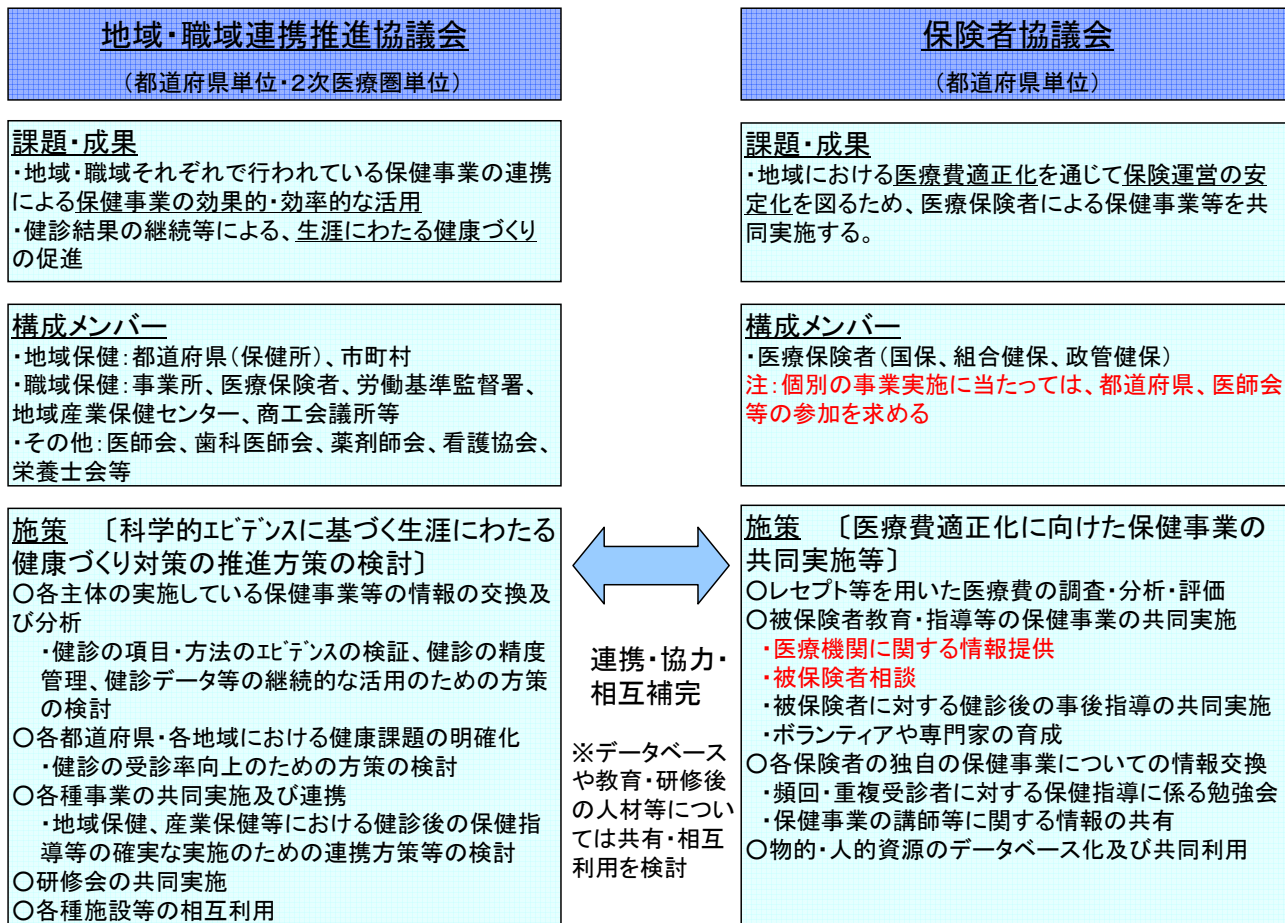 地域・職域連携推進協議会
（都道府県単位・２次医療圏単位）
課題・成果
・地域・職域それぞれで行われている保健事業の連携
による保健事業の効果的・効率的な活用
・健診結果の継続等による、生涯にわたる健康づくり
の促進
構成メンバー
・地域保健：都道府県（保健所）、市町村
・職域保健：事業所、医療保険者、労働基準監督署、
地域産業保健センター、商工会議所等
・その他：医師会、歯科医師会、薬剤師会、看護協会、
栄養士会等
施策　〔科学的ｴﾋﾞﾃﾞﾝｽに基づく生涯にわたる
健康づくり対策の推進方策の検討〕
○各主体の実施している保健事業等の情報の交換及
び分析
・健診の項目・方法のｴﾋﾞﾃﾞﾝｽの検証、健診の精度
管理、健診データ等の継続的な活用のための方策
の検討
○各都道府県・各地域における健康課題の明確化
・健診の受診率向上のための方策の検討
○各種事業の共同実施及び連携
・地域保健、産業保健等における健診後の保健指
導等の確実な実施のための連携方策等の検討
○研修会の共同実施
○各種施設等の相互利用
連携・協力・
相互補完
※データベース
や教育・研修後
の人材等につい
ては共有・相互
利用を検討
保険者協議会
（都道府県単位）
課題・成果
・地域における医療費適正化を通じて保険運営の安
定化を図るため、医療保険者による保健事業等を共
同実施する。
構成メンバー
・医療保険者（国保、組合健保、政管健保）
注：個別の事業実施に当たっては、都道府県、医師会
等の参加を求める
施策　〔医療費適正化に向けた保健事業の
共同実施等〕
○レセプト等を用いた医療費の調査・分析・評価
○被保険者教育・指導等の保健事業の共同実施
・医療機関に関する情報提供
・被保険者相談
・被保険者に対する健診後の事後指導の共同実施
・ボランティアや専門家の育成
○各保険者の独自の保健事業についての情報交換
・頻回・重複受診者に対する保健指導に係る勉強会
・保健事業の講師等に関する情報の共有
○物的・人的資源のデータベース化及び共同利用